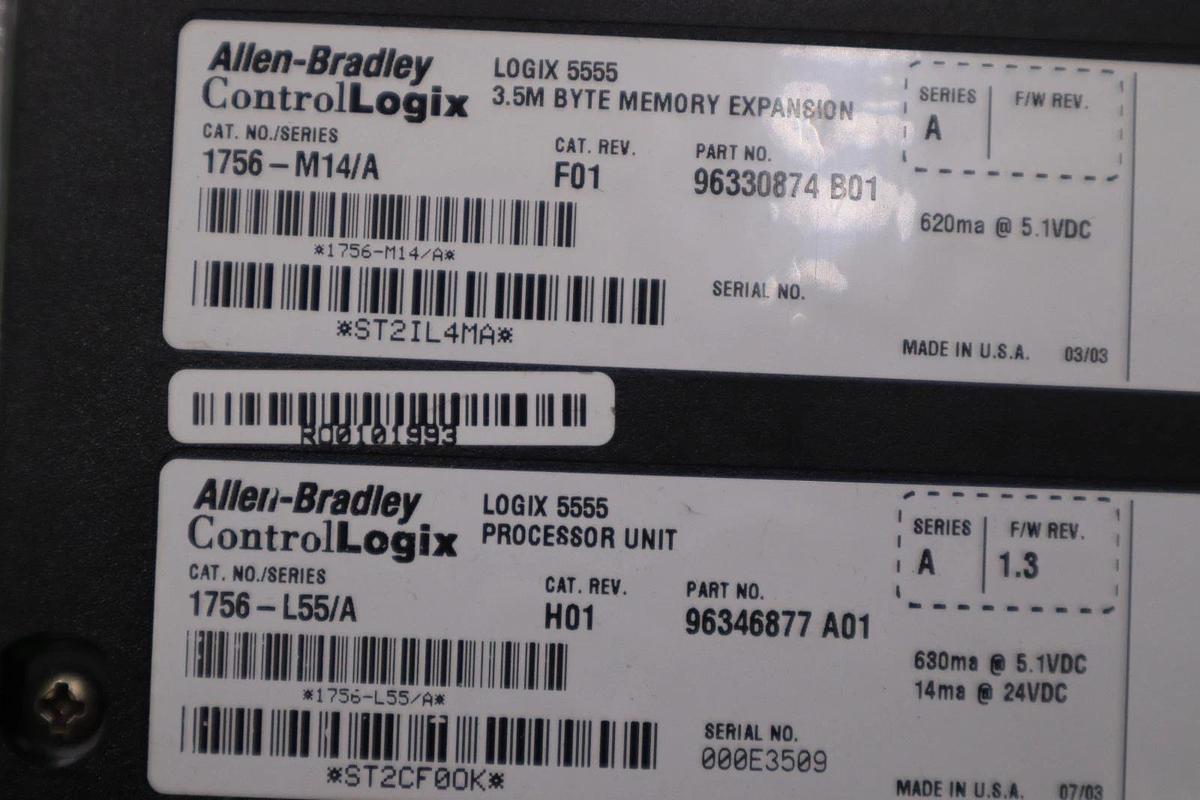 Allen-Bradley
ControlLogix
LOGIX 5555
3.5M BYTE MEMORY EXPANSION
SERIES
A
F/W REV.
CAT. NO./SERIES
1756-M14/A
CAT. REV.
F01
PART NO.
96330874 B01
*1756-M14/A*
620ma @ 5.1VDC
*ST2IL4MA*
SERIAL NO.
MADE IN U.S.A. 03/03
R00101993
Allen-Bradley
ControlLogix
LOGIX 5555
PROCESSOR UNIT
SERIES
A
F/W REV.
1.3
CAT. NO./SERIES
1756-L55/A
CAT. REV.
H01
PART NO.
96346877 A01
*1756-L55/A*
630ma @ 5.1VDC
14ma @ 24VDC
*ST2CF0OK*
SERIAL NO.
000E3509
MADE IN U.S.A. 07/03